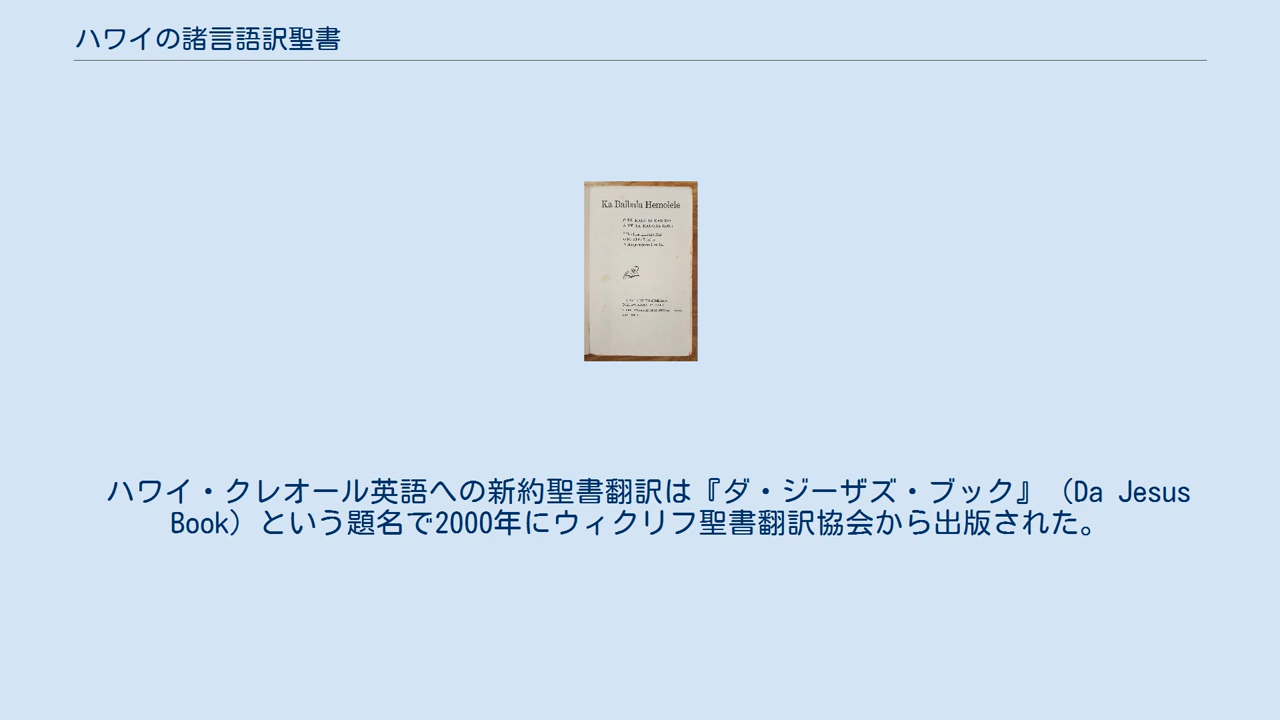 ハワイの諸言語訳聖書
Ka Baibala Hemolele
ハワイ・クレオール英語への新約聖書翻訳は『ダ・ジーザズ・ブック』（Da Jesus
Book）という題名で2000年にウィクリフ聖書翻訳協会から出版された。